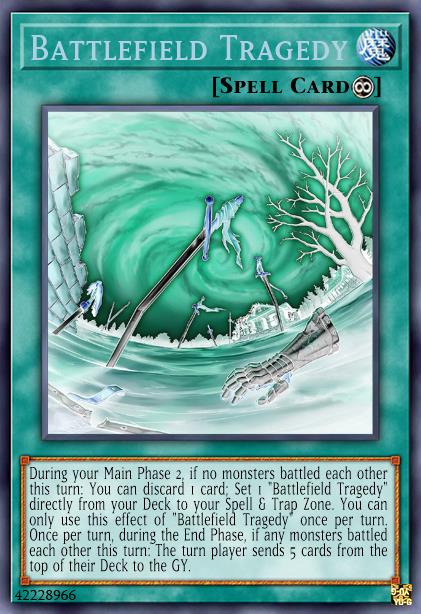 BATTLEFIELD TRAGEDY 魔
[SPELL CARD]
During your Main Phase 2, if no monsters battled each other
this turn: You can discard 1 card; Set 1 "Battlefield Tragedy"
directly from your Deck to your Spell & Trap Zone. You can
only use this effect of "Battlefield Tragedy" once per turn.
Once per turn, during the End Phase, if any monsters battled
each other this turn: The turn player sends 5 cards from the
top of their Deck to the GY.
42228966